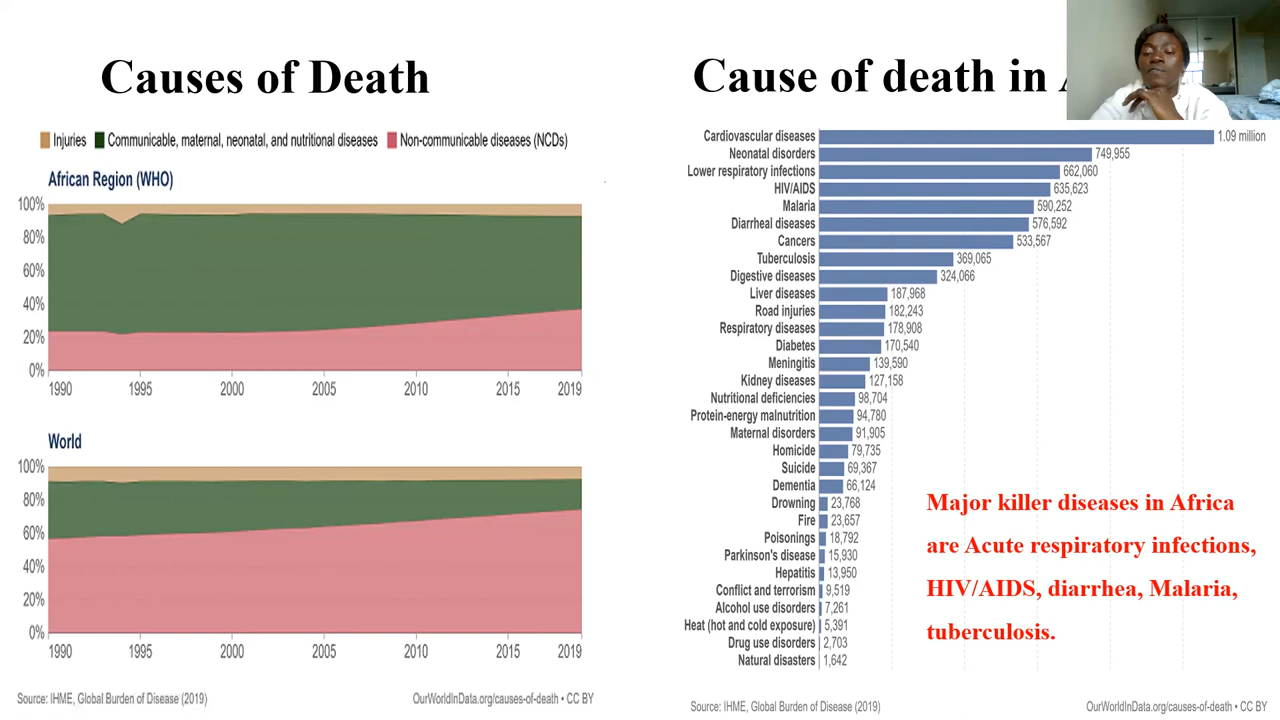 Causes of Death
Injuries Communicable, maternal, neonatal, and nutritional diseases Non-communicable diseases (NCDs)
African Region (WHO)
100%
80%
60%
40%
20%
0%
1990 1995 2000 2005 2010 2015 2019
World
100%
80%
60%
40%
20%
0%
1990 1995 2000 2005 2010 2015 2019
Source: IHME, Global Burden of Disease (2019) OurWorldInData.org/causes-of-death • CC BY
Cause of death in
Cardiovascular diseases 1.09 million
Neonatal disorders 749,955
Lower respiratory infections 662,060
HIV/AIDS 635,623
Malaria 590,252
Diarrheal diseases 576,592
Cancers 533,567
Tuberculosis 369,065
Digestive diseases 324,066
Liver diseases 187,968
Road injuries 182,243
Respiratory diseases 178,908
Diabetes 170,540
Meningitis 139,590
Kidney diseases 127,158
Nutritional deficiencies 98,704
Protein-energy malnutrition 94,780
Maternal disorders 91,905
Homicide 79,735
Suicide 69,367
Dementia 66,124
Drowning 23,768
Fire 23,657
Poisonings 18,792
Parkinson's disease 15,930
Hepatitis 13,950
Conflict and terrorism 9,519
Alcohol use disorders 7,261
Heat (hot and cold exposure) 5,391
Drug use disorders 2,703
Natural disasters 1,642
Major killer diseases in Africa
are Acute respiratory infections,
HIV/AIDS, diarrhea, Malaria,
tuberculosis.
Source: IHME, Global Burden of Disease (2019) OurWorldInData.org/causes-of-death • CC BY